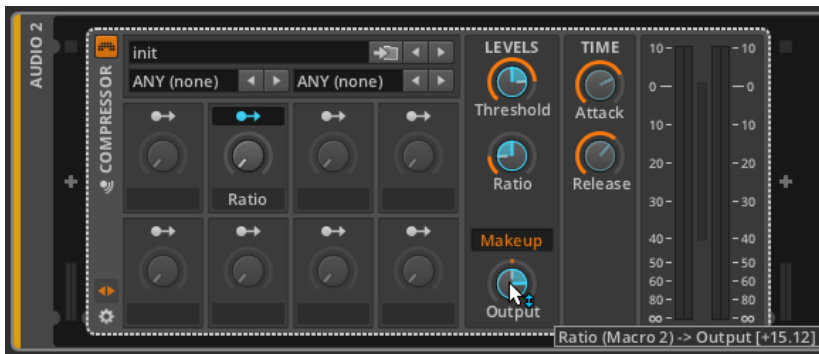 AUDIO 2
COMPRESSOR
init
ANY (none)
ANY (none)
Ratio
LEVELS
Threshold
Ratio
Makeup
Output
TIME
Attack
Release
10- -10
0- -0
10- -10
20- -20
30- -30
40- -40
50- -50
60- -60
80- -80
∞- -∞
Ratio (Macro 2) -> Output [+15.12]